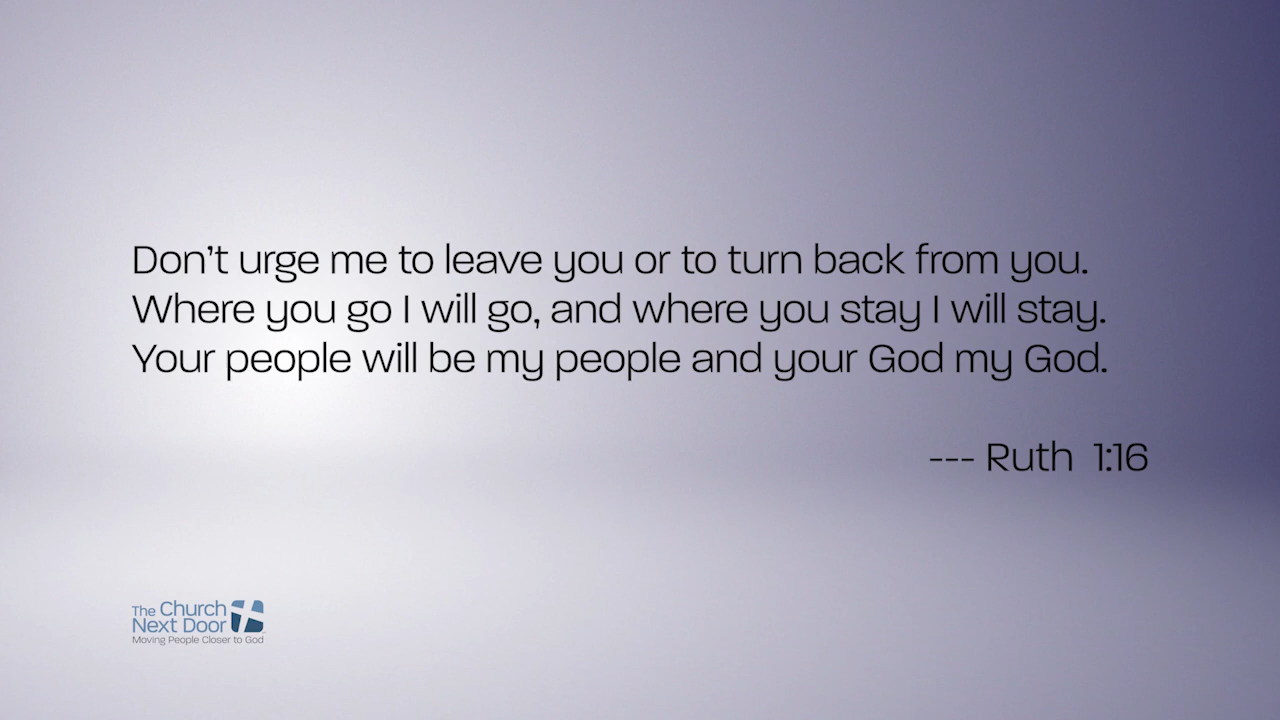 Don’t urge me to leave you or to turn back from you.
Where you go I will go, and where you stay I will stay.
Your people will be my people and your God my God.
--- Ruth  1:16
The Church
Next Door
Moving People Closer to God